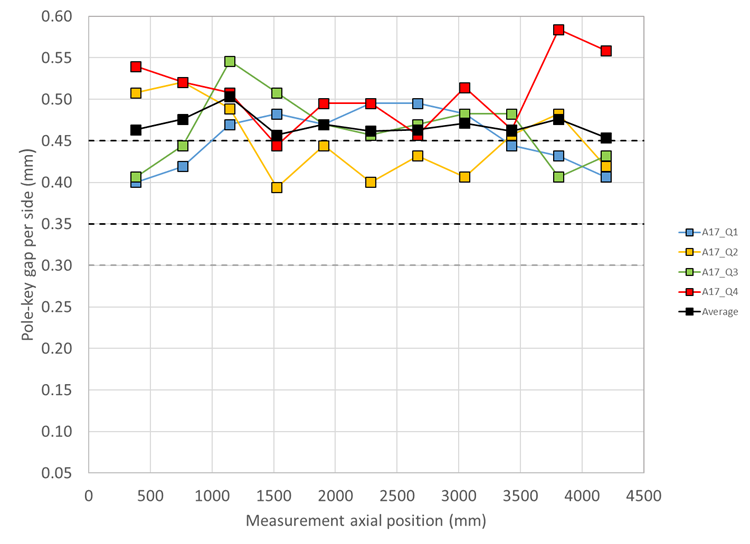 0.60
0.55
0.50
0.45
0.40
0.35
0.30
0.25
0.20
0.15
0.10
0.05
Pole-key gap per side (mm)
0 500 1000 1500 2000 2500 3000 3500 4000 4500
Measurement axial position (mm)
A17_Q1
A17_Q2
A17_Q3
A17_Q4
Average